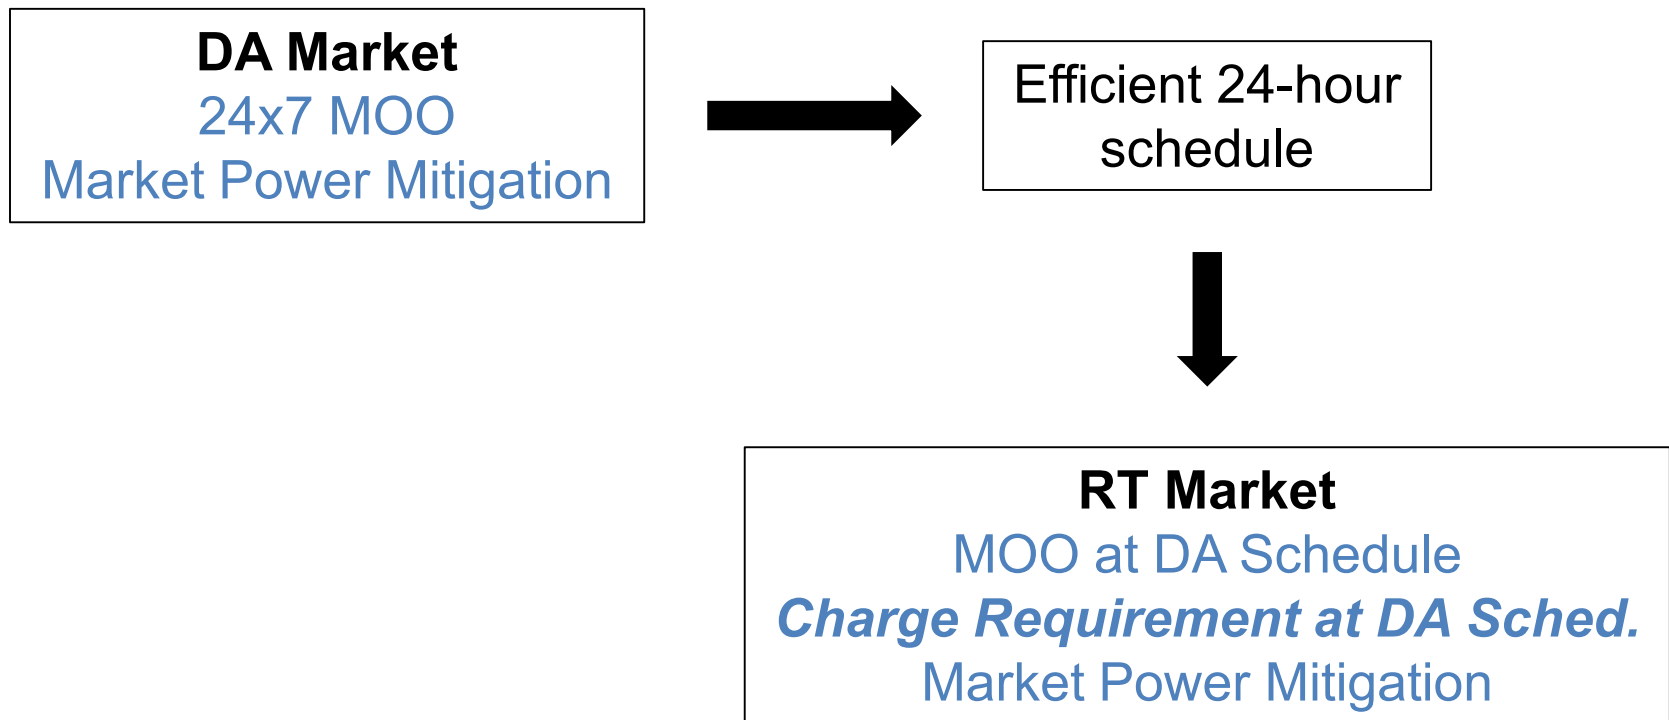 DA Market
24x7 MOO
Market Power Mitigation
Efficient 24-hour
schedule
RT Market
MOO at DA Schedule
Charge Requirement at DA Sched.
Market Power Mitigation